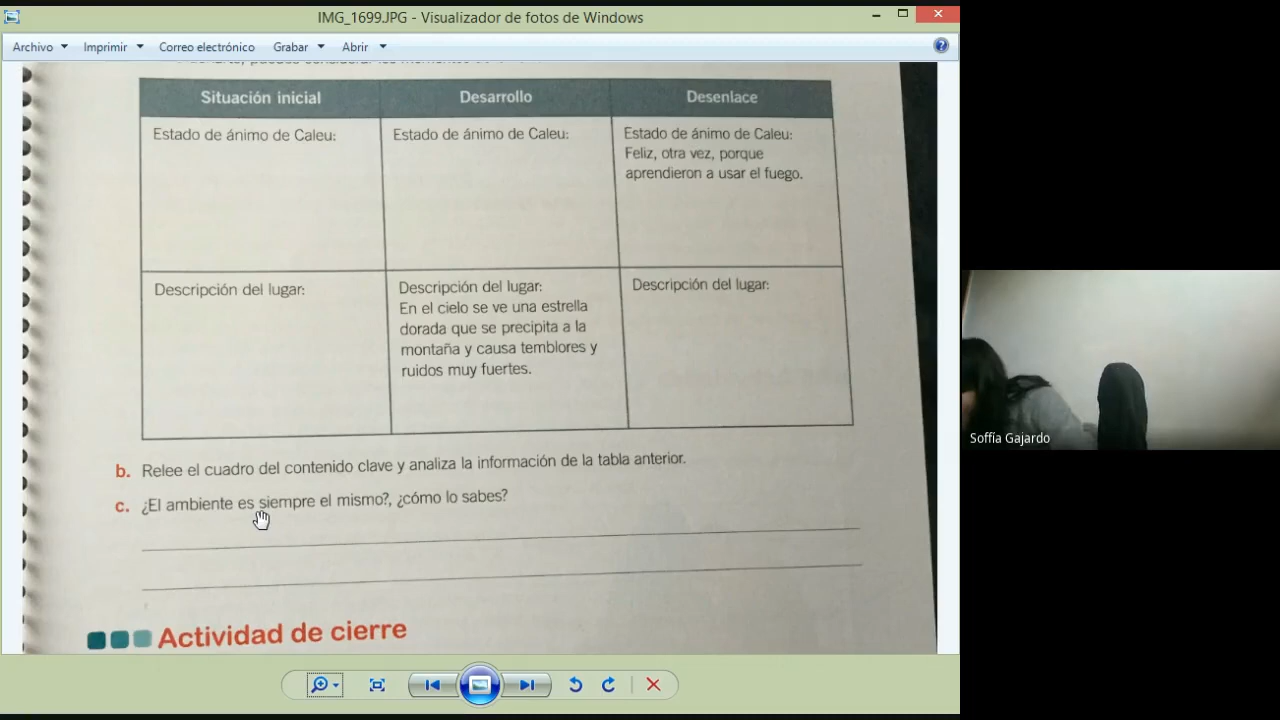 IMG_1699.JPG - Visualizador de fotos de Windows
Archivo Imprimir Correo electrónico Grabar Abrir
Situación inicial Desarrollo Desenlace
Estado de ánimo de Caleu:
Estado de ánimo de Caleu:
Estado de ánimo de Caleu:
Feliz, otra vez, porque
aprendieron a usar el fuego.
Descripción del lugar:
Descripción del lugar:
En el cielo se ve una estrella
dorada que se precipita a la
montaña y causa temblores y
ruidos muy fuertes.
Descripción del lugar:
b. Relee el cuadro del contenido clave y analiza la información de la tabla anterior.
c. ¿El ambiente es siempre el mismo?, ¿cómo lo sabes?
Actividad de cierre
Soffía Gajardo